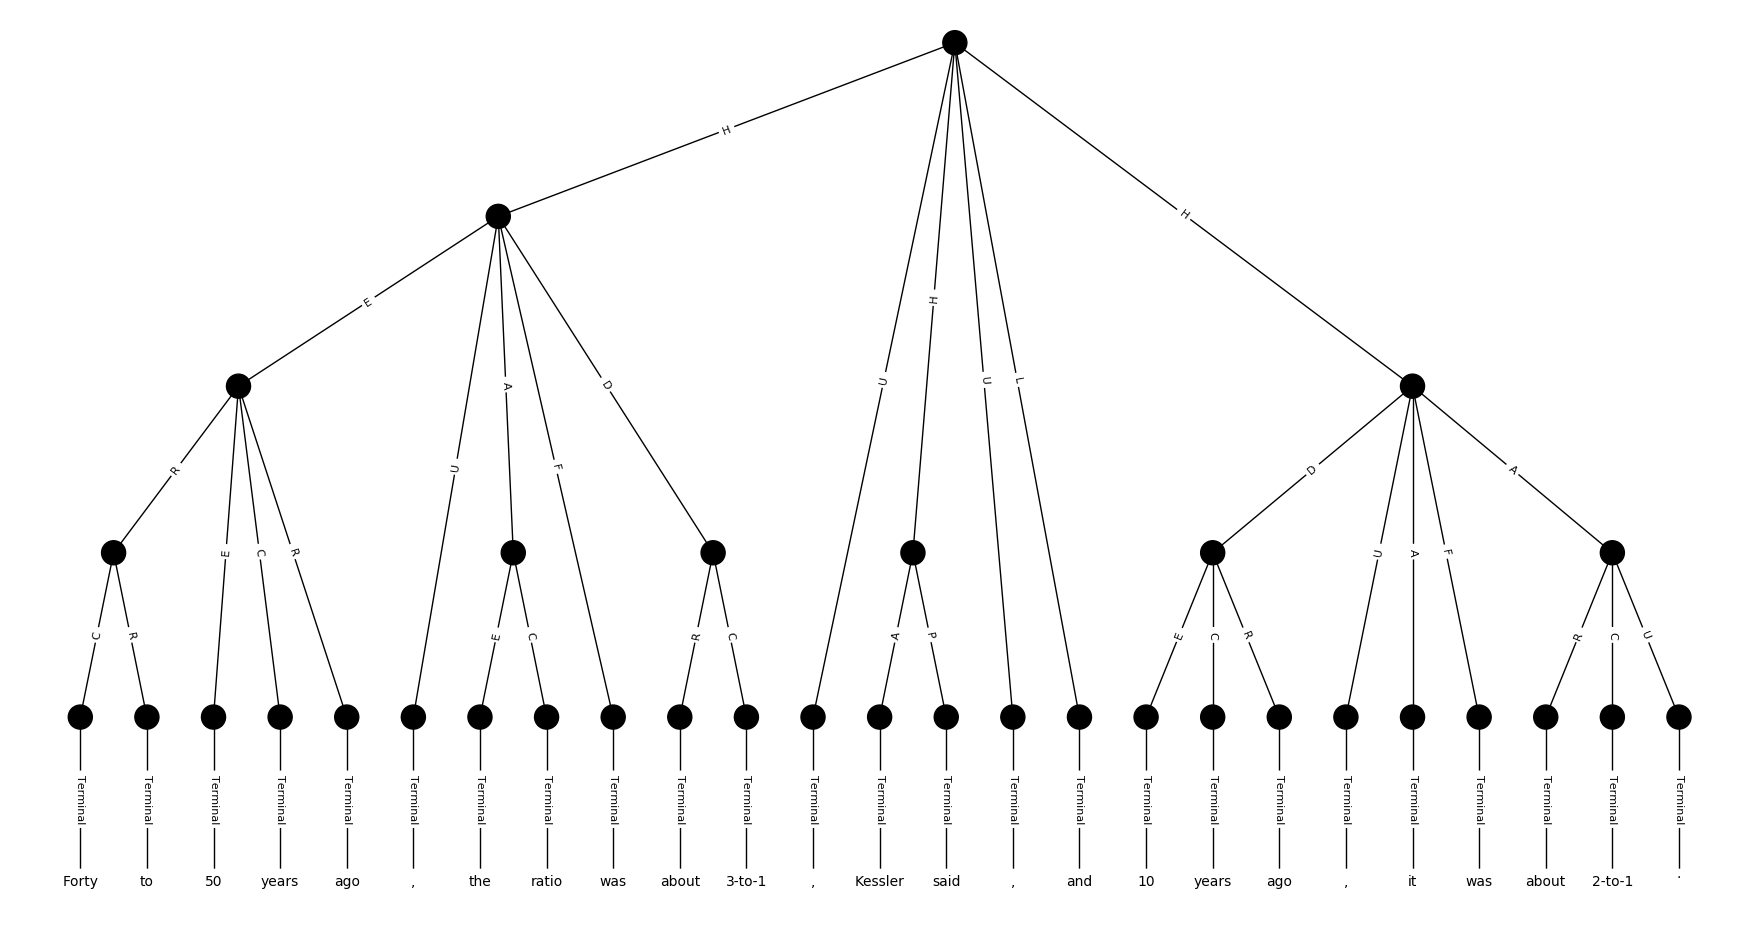 H
H
E
H
U
A
D
U
U
L
R
U
F
D
A
E
C
R
U
A
F
C
R
E
C
R
C
A
P
E
C
R
R
C
U
Terminal Terminal Terminal Terminal Terminal Terminal Terminal Terminal Terminal Terminal Terminal Terminal Terminal Terminal Terminal Terminal Terminal Terminal Terminal Terminal Terminal Terminal Terminal Terminal Terminal
Forty to 50 years ago , the ratio was about 3-to-1 , Kessler said , and 10 years ago , it was about 2-to-1 .